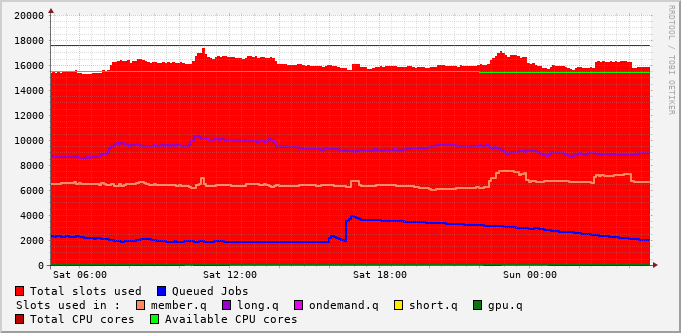 RRDTOOL / TOBI OETIKER
20000
18000
16000
14000
12000
10000
8000
6000
4000
2000
0
Sat 06:00 Sat 12:00 Sat 18:00 Sun 00:00
Total slots used Queued Jobs
Slots used in : member.q long.q ondemand.q short.q gpu.q
Total CPU cores Available CPU cores